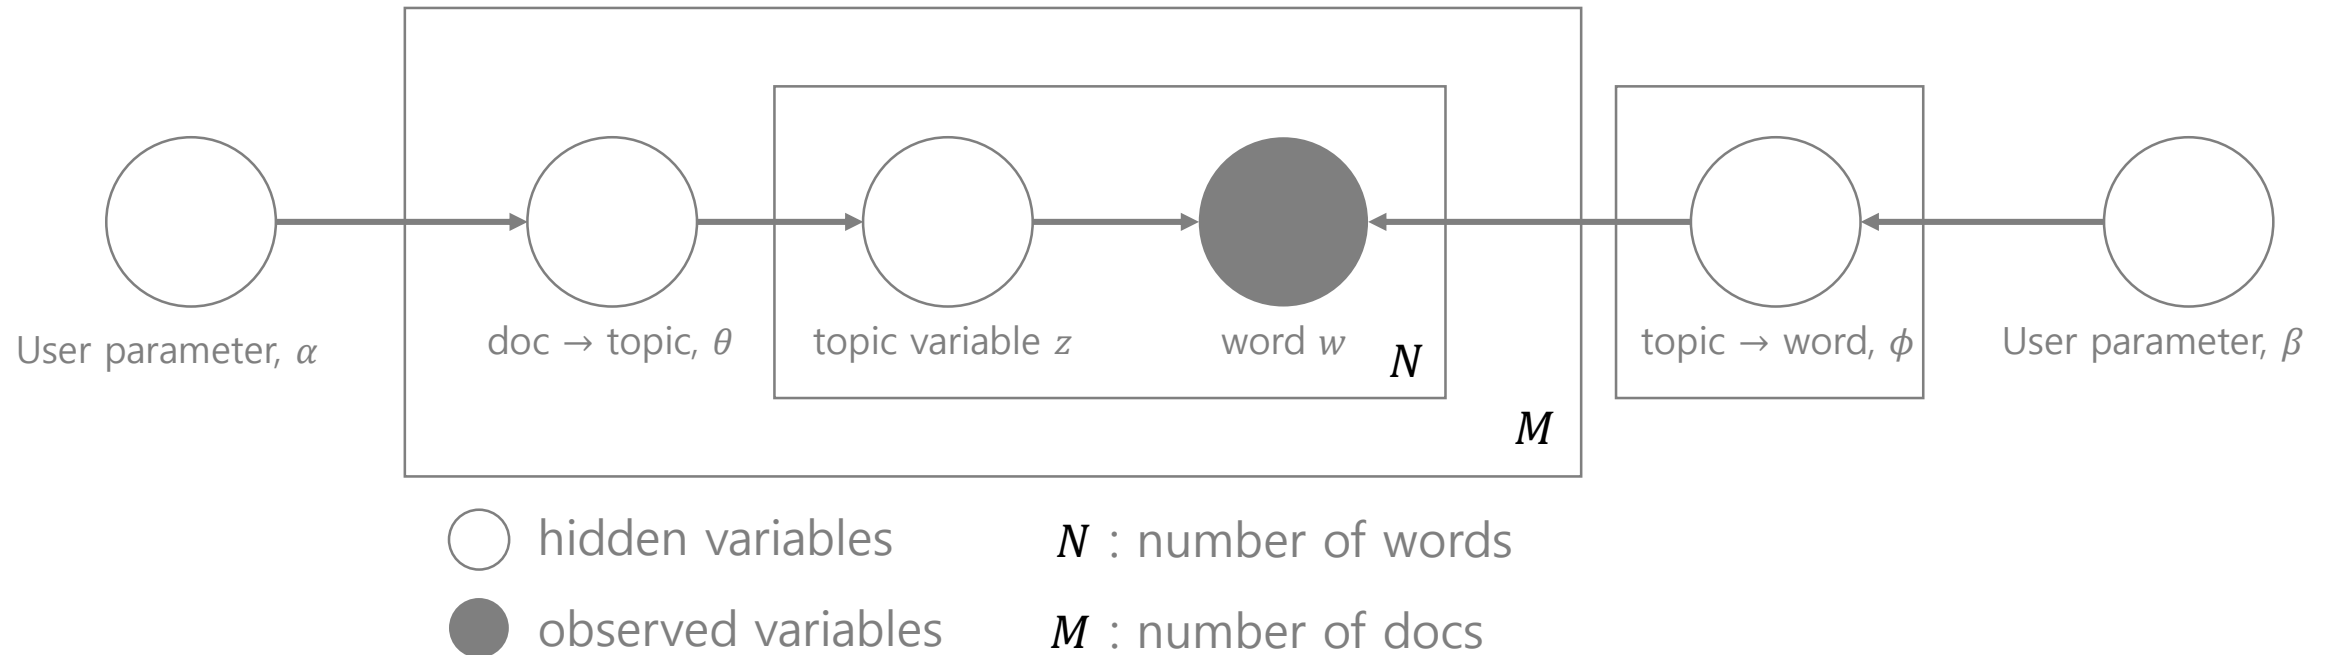 User parameter, α
doc → topic, θ
topic variable z
word w
N
M
topic → word, ϕ
User parameter, β
hidden variables
N : number of words
observed variables
M : number of docs